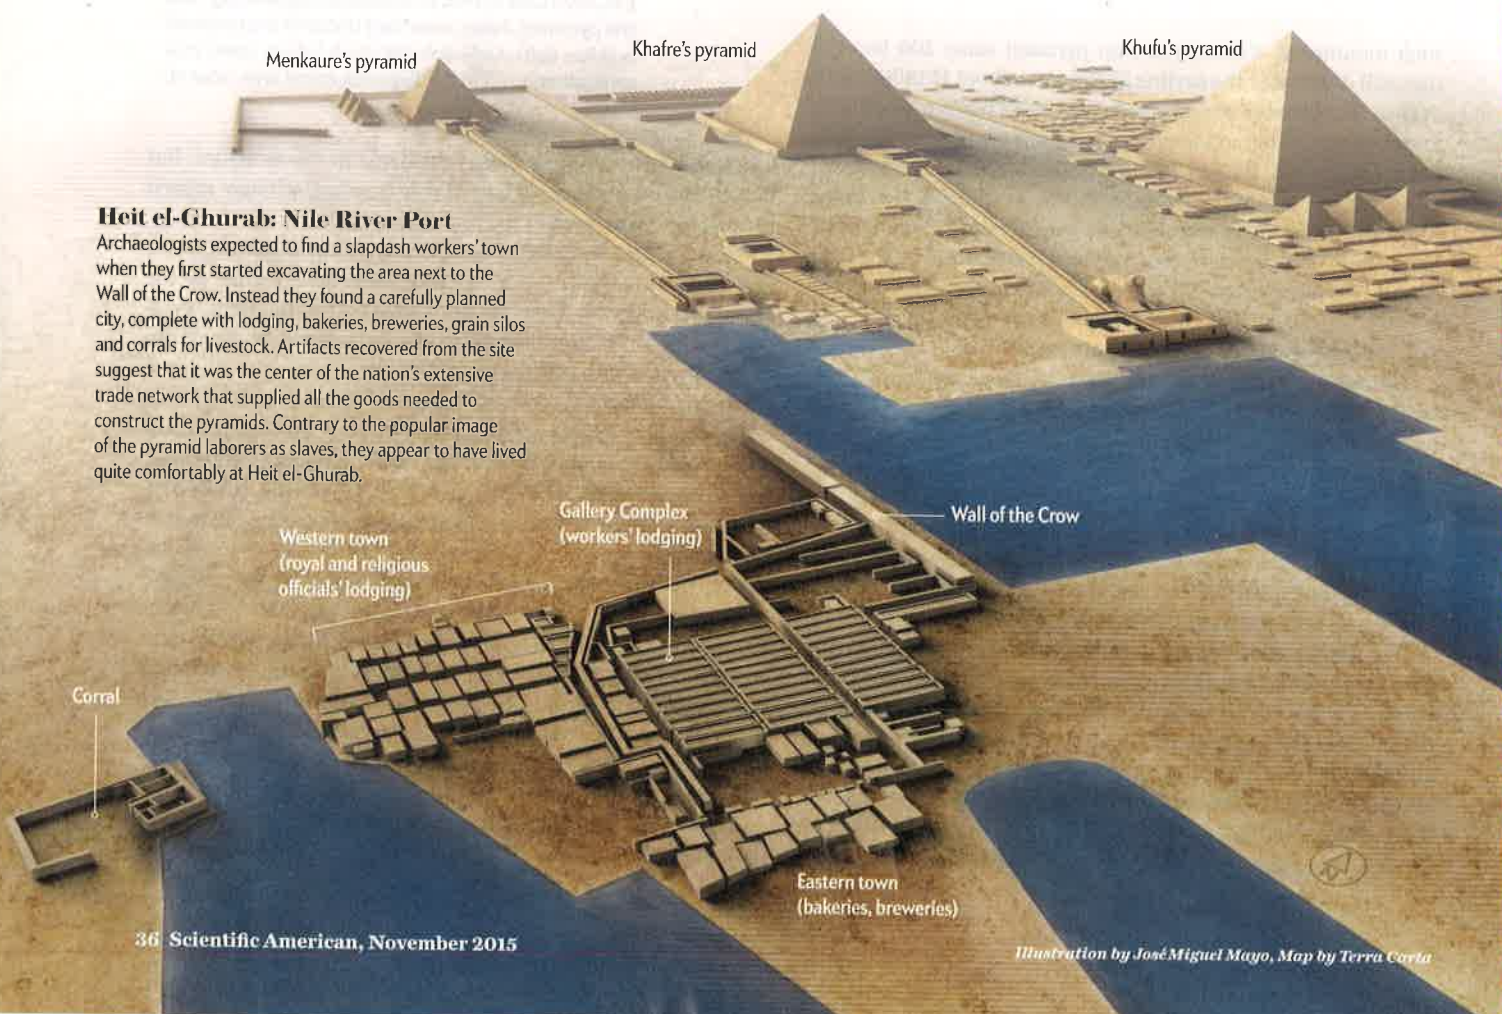 Menkaure's pyramid
Khafre's pyramid
Khufu's pyramid
Heit el-Ghurab: Nile River Port
Archaeologists expected to find a slapdash workers' town
when they first started excavating the area next to the
Wall of the Crow. Instead they found a carefully planned
city, complete with lodging, bakeries, breweries, grain silos
and corrals for livestock. Artifacts recovered from the site
suggest that it was the center of the nation's extensive
trade network that supplied all the goods needed to
construct the pyramids. Contrary to the popular image
of the pyramid laborers as slaves, they appear to have lived
quite comfortably at Heit el-Ghurab.
Gallery Complex
(workers' lodging)
Wall of the Crow
Western town
(royal and religious
officials' lodging)
Corral
Eastern town
(bakeries, breweries)
36 Scientific American, November 2015
Illustration by José Miguel Mayo, Map by Terra Carta